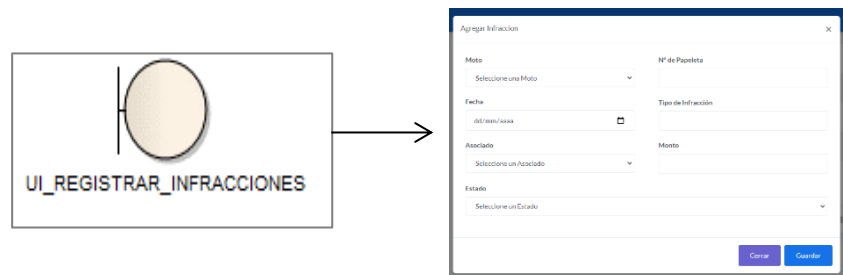 UI_REGISTRAR_INFRACCIONES
Agregar Infraccion ×
Moto Nº de Papeleta
Seleccione una Moto
Fecha Tipo de Infracción
dd/mm/aaaa
Asociado Monto
Seleccione un Asociado
Estado
Seleccione un Estado
Cerrar Guardar